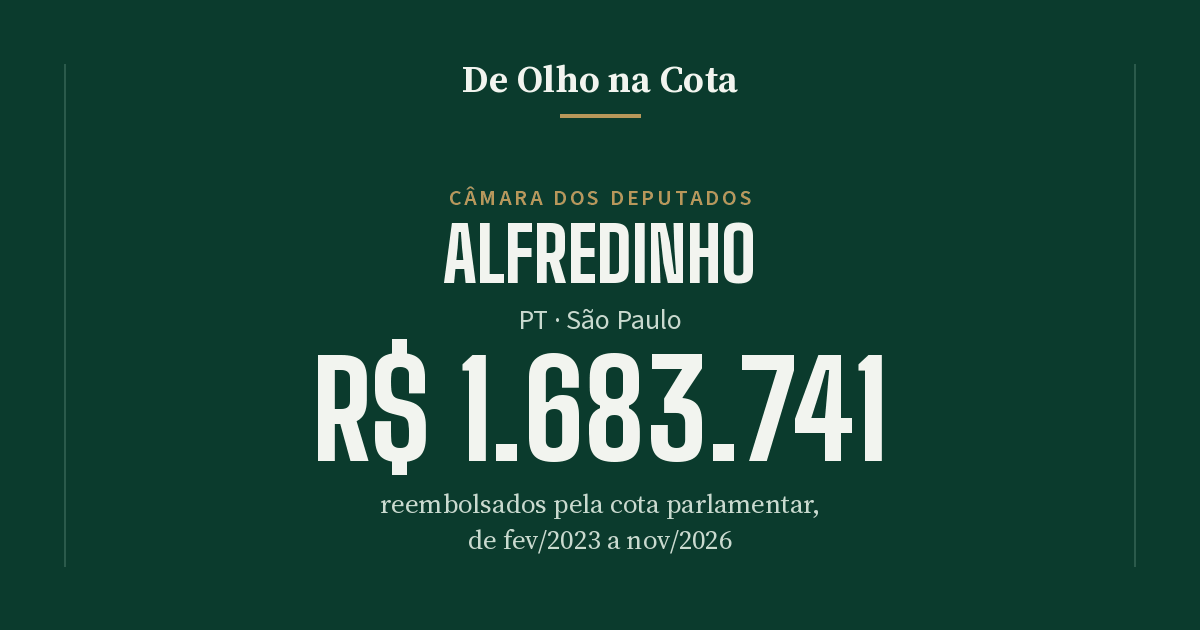 De Olho na Cota
CÂMARA DOS DEPUTADOS
ALFREDINHO
PT · São Paulo
R$ 1.683.741
reembolsados pela cota parlamentar,
de fev/2023 a nov/2026